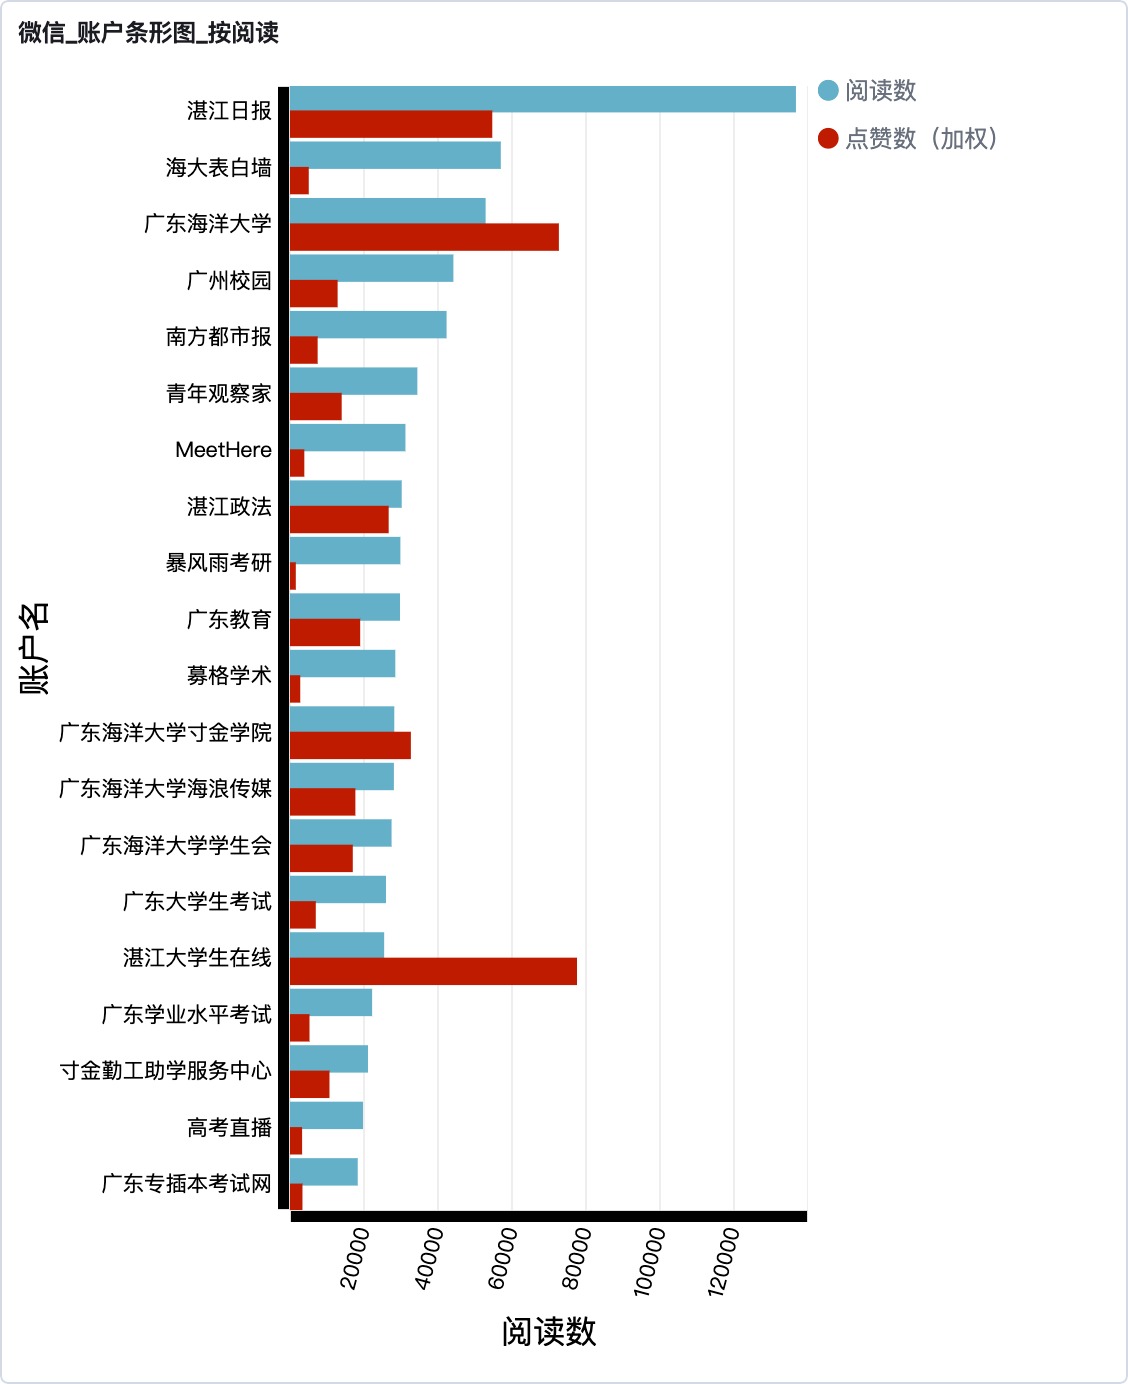 微信_账户条形图_按阅读
阅读数
点赞数（加权）
湛江日报
海大表白墙
广东海洋大学
广州校园
南方都市报
青年观察家
MeetHere
湛江政法
暴风雨考研
广东教育
募格学术
广东海洋大学寸金学院
广东海洋大学海浪传媒
广东海洋大学学生会
广东大学生考试
湛江大学生在线
广东学业水平考试
寸金勤工助学服务中心
高考直播
广东专插本考试网
账户名
20000
40000
60000
80000
100000
120000
阅读数